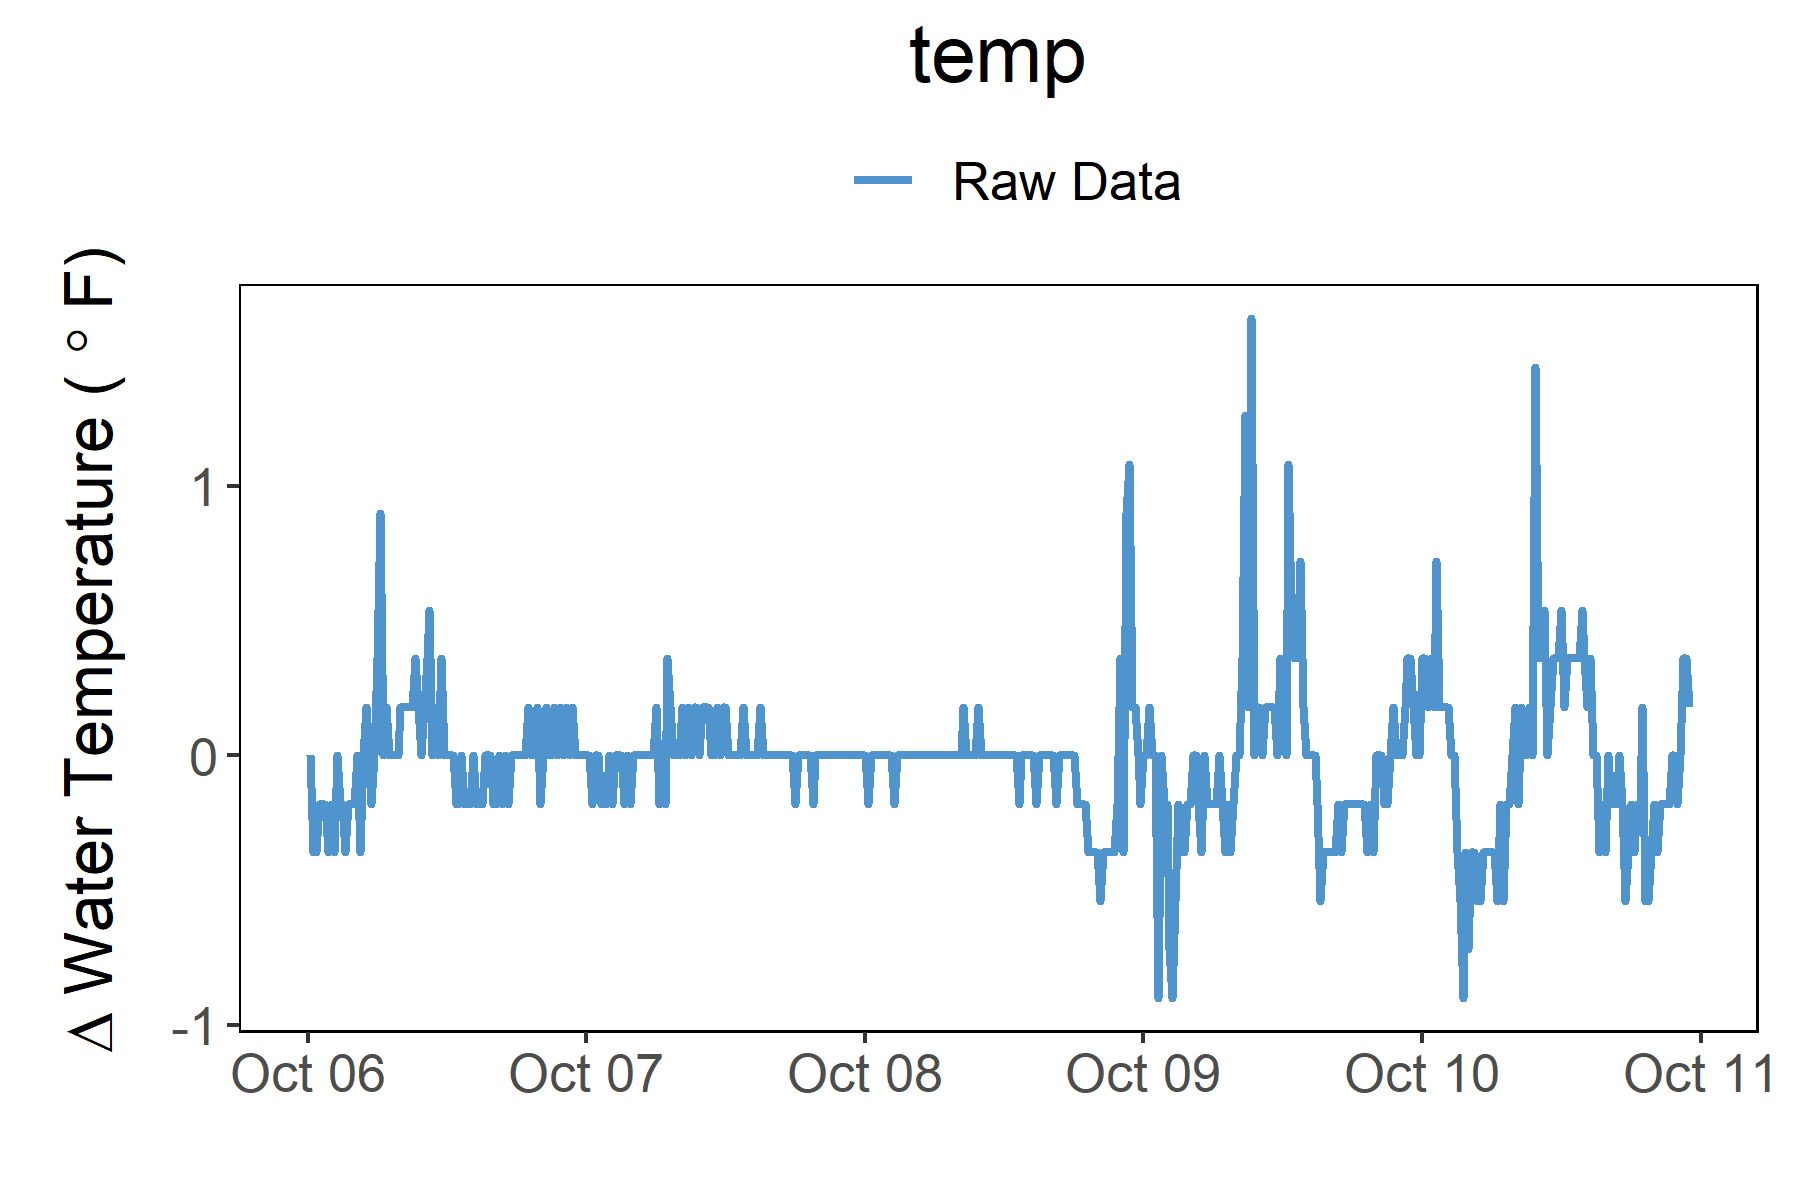 temp
Raw Data
Δ Water Temperature ( ° F)
1
0
-1
Oct 06
Oct 07
Oct 08
Oct 09
Oct 10
Oct 11